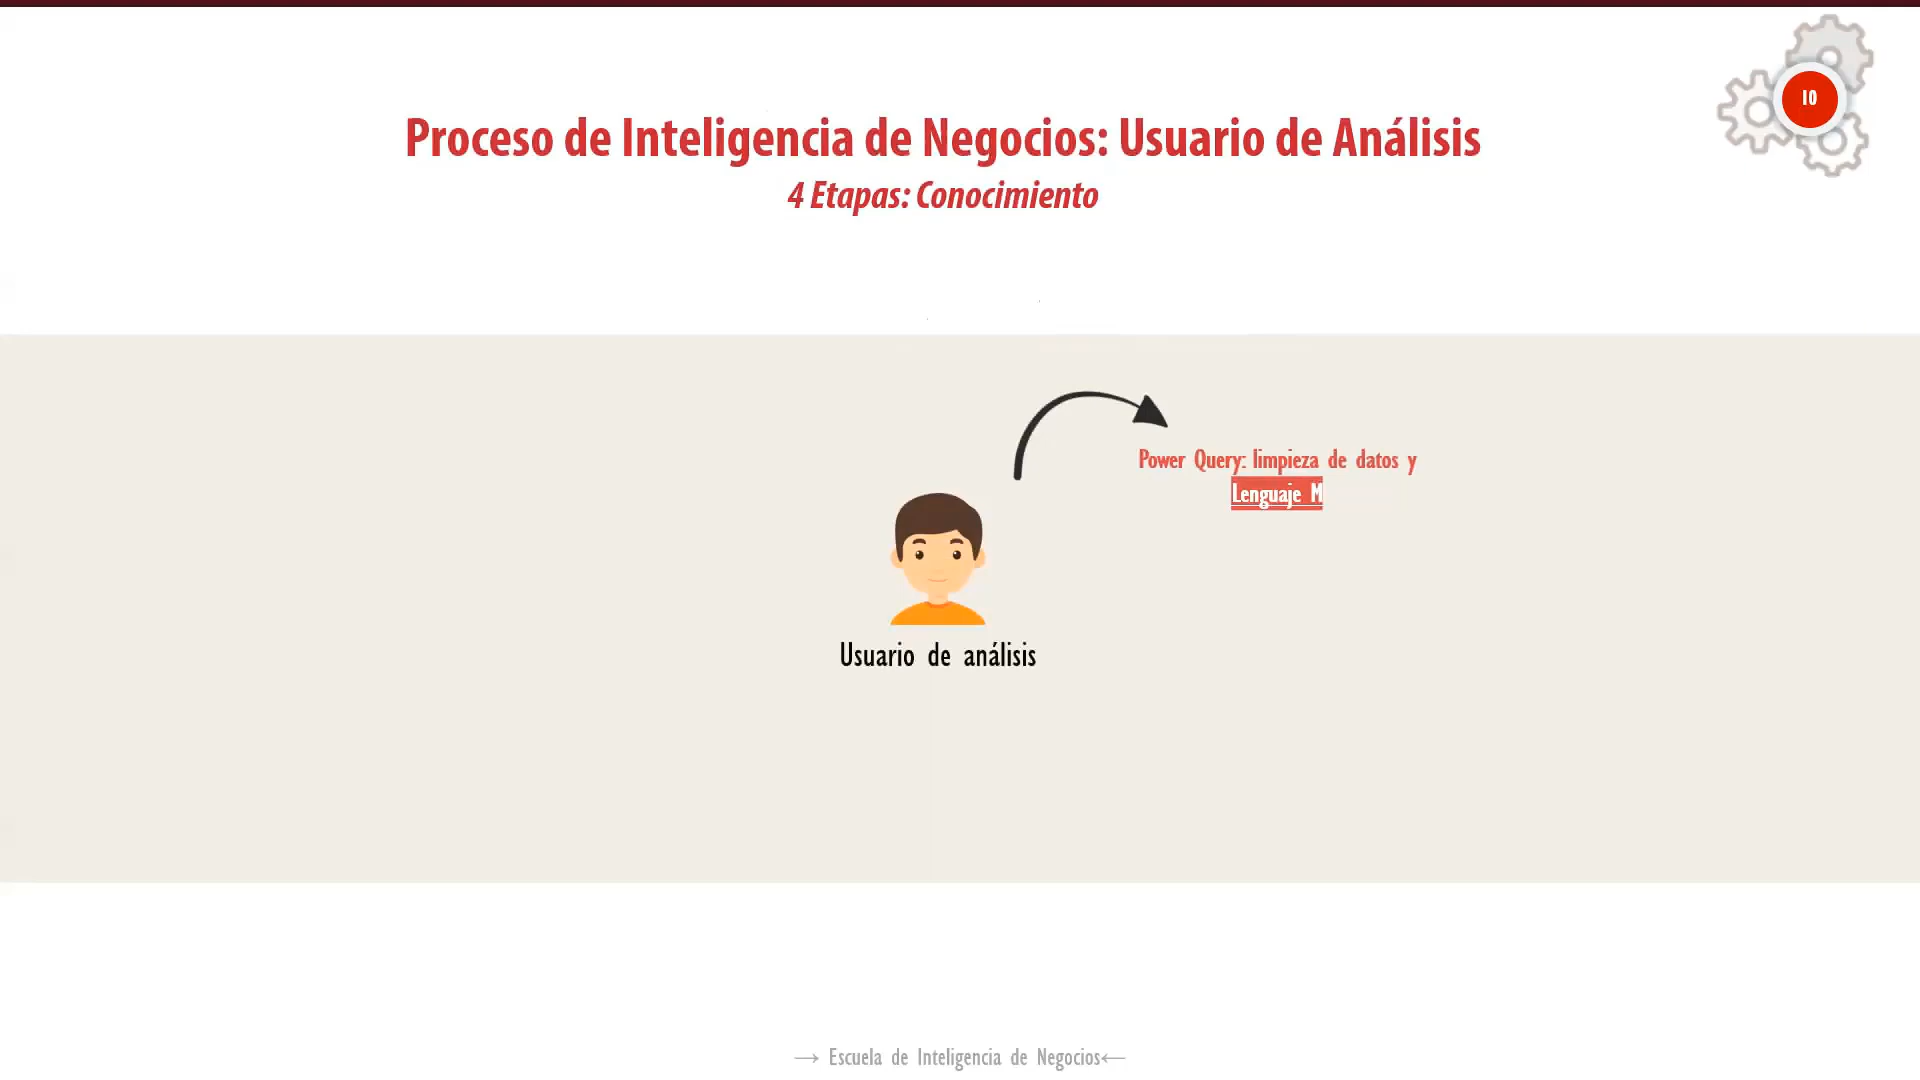 10
Proceso de Inteligencia de Negocios: Usuario de Análisis
4 Etapas: Conocimiento
Power Query: limpieza de datos y
Lenguaje M
Usuario de análisis
→ Escuela de Inteligencia de Negocios←